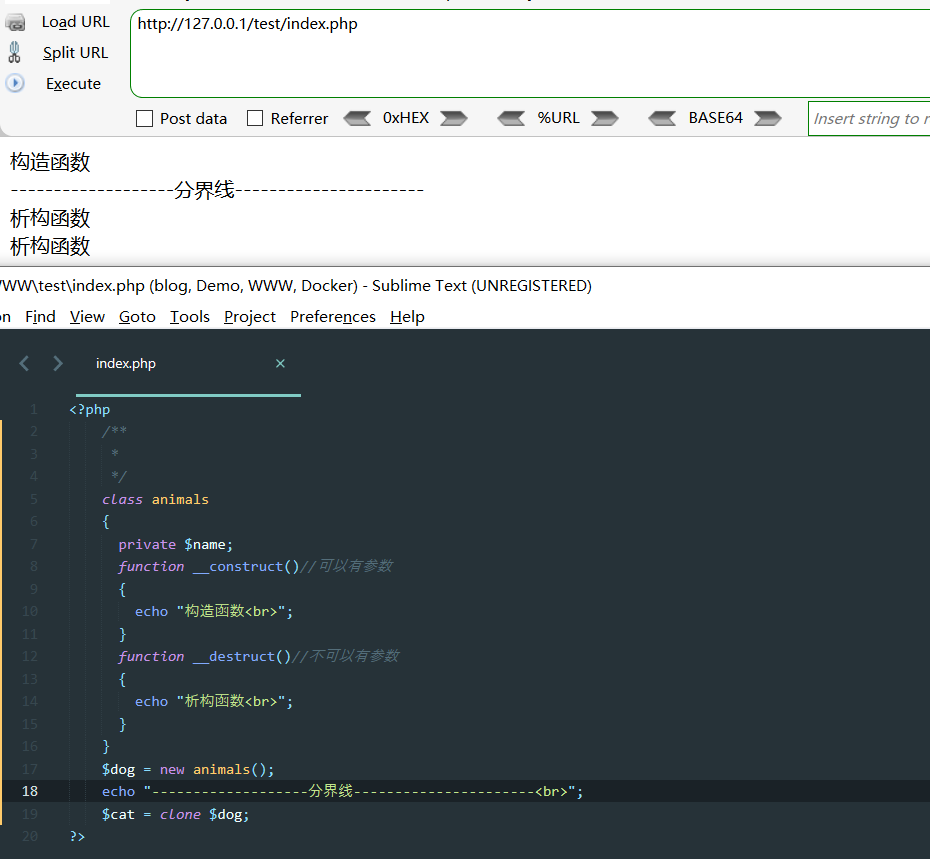 Load URL
Split URL
Execute
http://127.0.0.1/test/index.php
Post data Referrer 0xHEX %URL BASE64 Insert string to r
构造函数
-------------------分界线----------------------
析构函数
析构函数
WW\test\index.php (blog, Demo, WWW, Docker) - Sublime Text (UNREGISTERED)
on Find View Goto Tools Project Preferences Help
index.php ×
1 <?php
2 /**
3 *
4 */
5 class animals
6 {
7 private $name;
8 function __construct()//可以有参数
9 {
10 echo "构造函数<br>";
11 }
12 function __destruct()//不可以有参数
13 {
14 echo "析构函数<br>";
15 }
16 }
17 $dog = new animals();
18 echo "-------------------分界线----------------------<br>";
19 $cat = clone $dog;
20 ?>